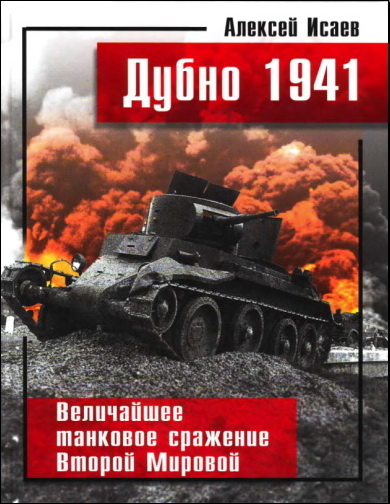 Алексей Исаев
Дубно 1941
Величайшее
танковое сражение
Второй Мировой